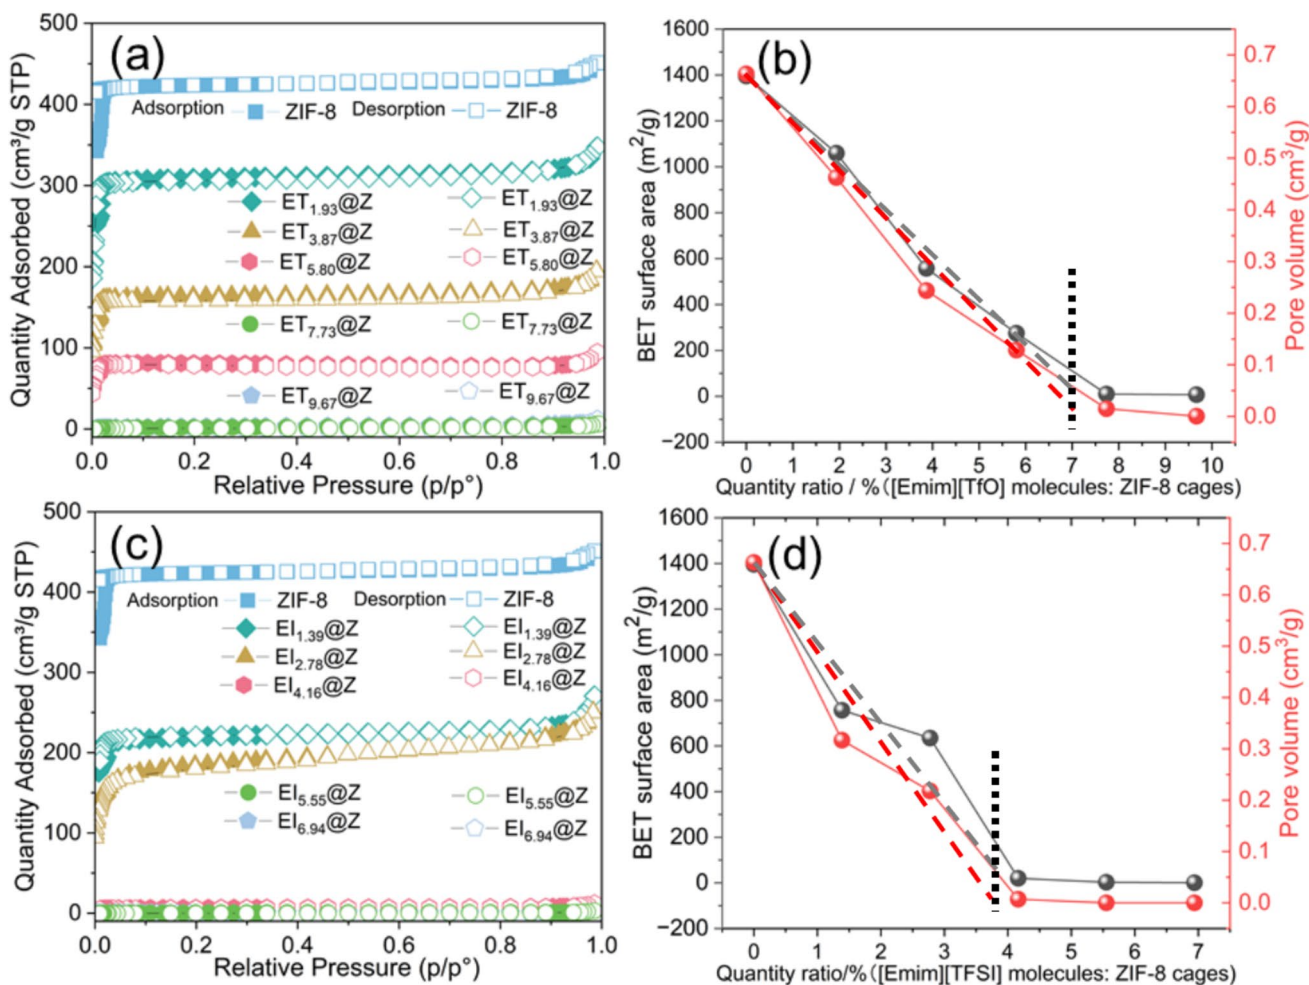 (a)
500
400
300
200
100
0
Quantity Adsorbed (cm³/g STP)
Adsorption ZIF-8 Desorption ZIF-8
ET1.93@Z ET1.93@Z
ET3.87@Z ET3.87@Z
ET5.80@Z ET5.80@Z
ET7.73@Z ET7.73@Z
ET9.67@Z ET9.67@Z
0.0 0.2 0.4 0.6 0.8 1.0
Relative Pressure (p/p°)
(b)
1600
1400
1200
1000
800
600
400
200
0
−200
BET surface area (m²/g)
0.7
0.6
0.5
0.4
0.3
0.2
0.1
0.0
Pore volume (cm³/g)
0 1 2 3 4 5 6 7 8 9 10
Quantity ratio / %([Emim][TfO] molecules: ZIF-8 cages)
(c)
500
400
300
200
100
0
Quantity Adsorbed (cm³/g STP)
Adsorption ZIF-8 Desorption ZIF-8
EI1.39@Z EI1.39@Z
EI2.78@Z EI2.78@Z
EI4.16@Z EI4.16@Z
EI5.55@Z EI5.55@Z
EI6.94@Z EI6.94@Z
0.0 0.2 0.4 0.6 0.8 1.0
Relative Pressure (p/p°)
(d)
1600
1400
1200
1000
800
600
400
200
0
−200
BET surface area (m²/g)
0.7
0.6
0.5
0.4
0.3
0.2
0.1
0.0
Pore volume (cm³/g)
0 1 2 3 4 5 6 7
Quantity ratio/%([Emim][TFSI] molecules: ZIF-8 cages)